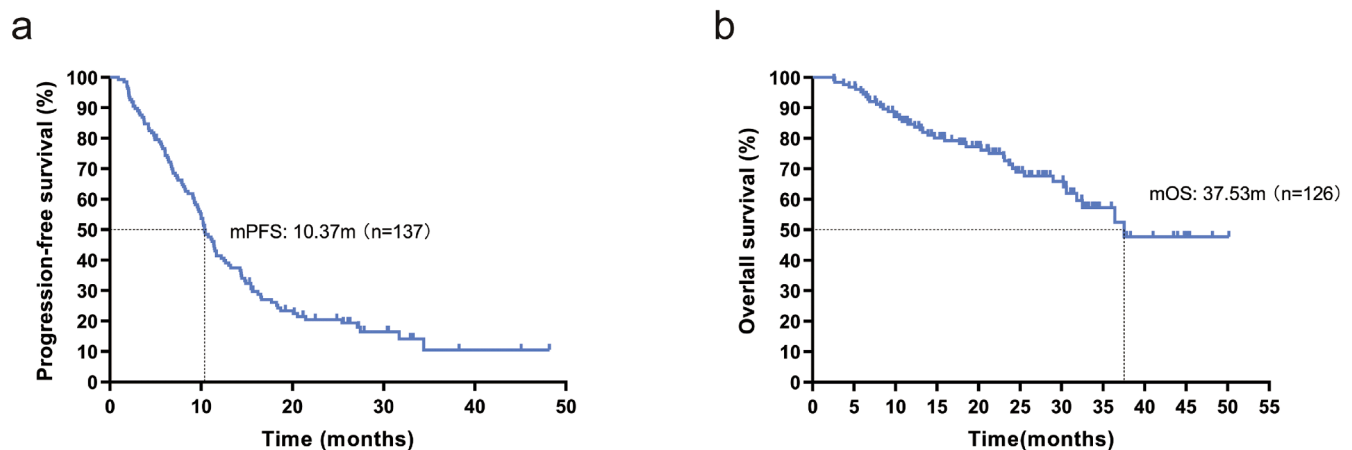 a
Progression-free survival (%)
100
90
80
70
60
50
40
30
20
10
0
mPFS: 10.37m（n=137）
0 10 20 30 40 50
Time (months)
b
Overlall survival (%)
100
90
80
70
60
50
40
30
20
10
0
mOS: 37.53m（n=126）
0 5 10 15 20 25 30 35 40 45 50 55
Time(months)